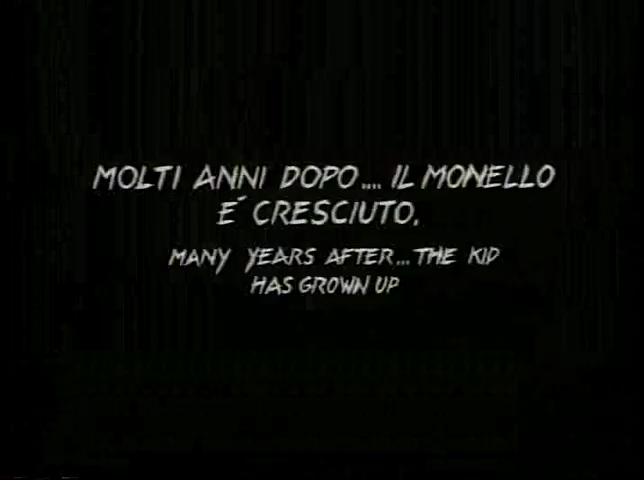 MOLTI ANNI DOPO.... IL MONELLO
É CRESCIUTO.
MANY YEARS AFTER... THE KID
HAS GROWN UP